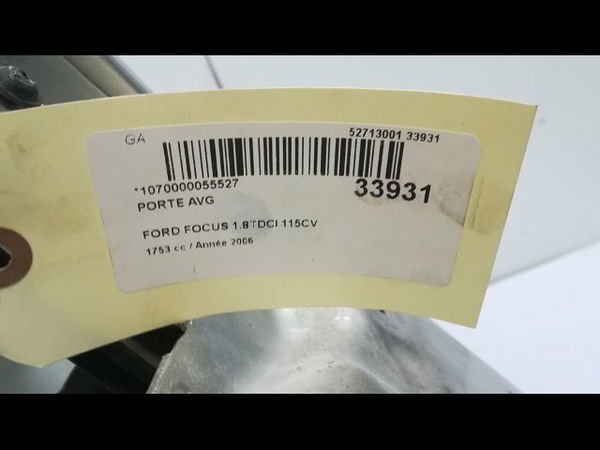 GA 52713001 33931
*1070000055527 33931
PORTE AVG
FORD FOCUS 1.8TDCI 115CV
1753 cc / Année 2006